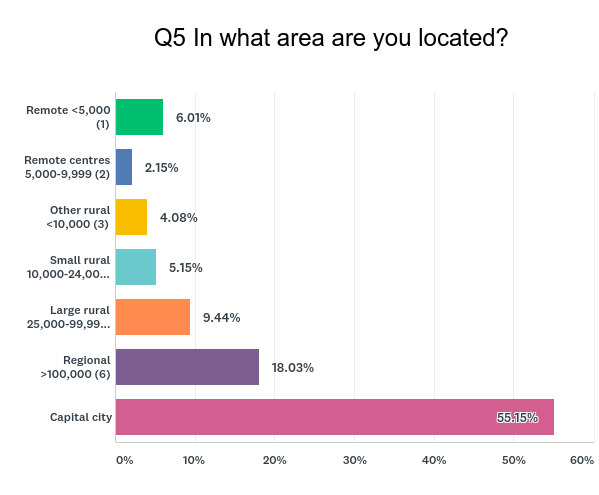 Q5 In what area are you located?
Remote <5,000
(1)
6.01%
Remote centres
5,000-9,999 (2)
2.15%
Other rural
<10,000 (3)
4.08%
Small rural
10,000-24,00...
5.15%
Large rural
25,000-99,99...
9.44%
Regional
>100,000 (6)
18.03%
Capital city
55.15%
0% 10% 20% 30% 40% 50% 60%